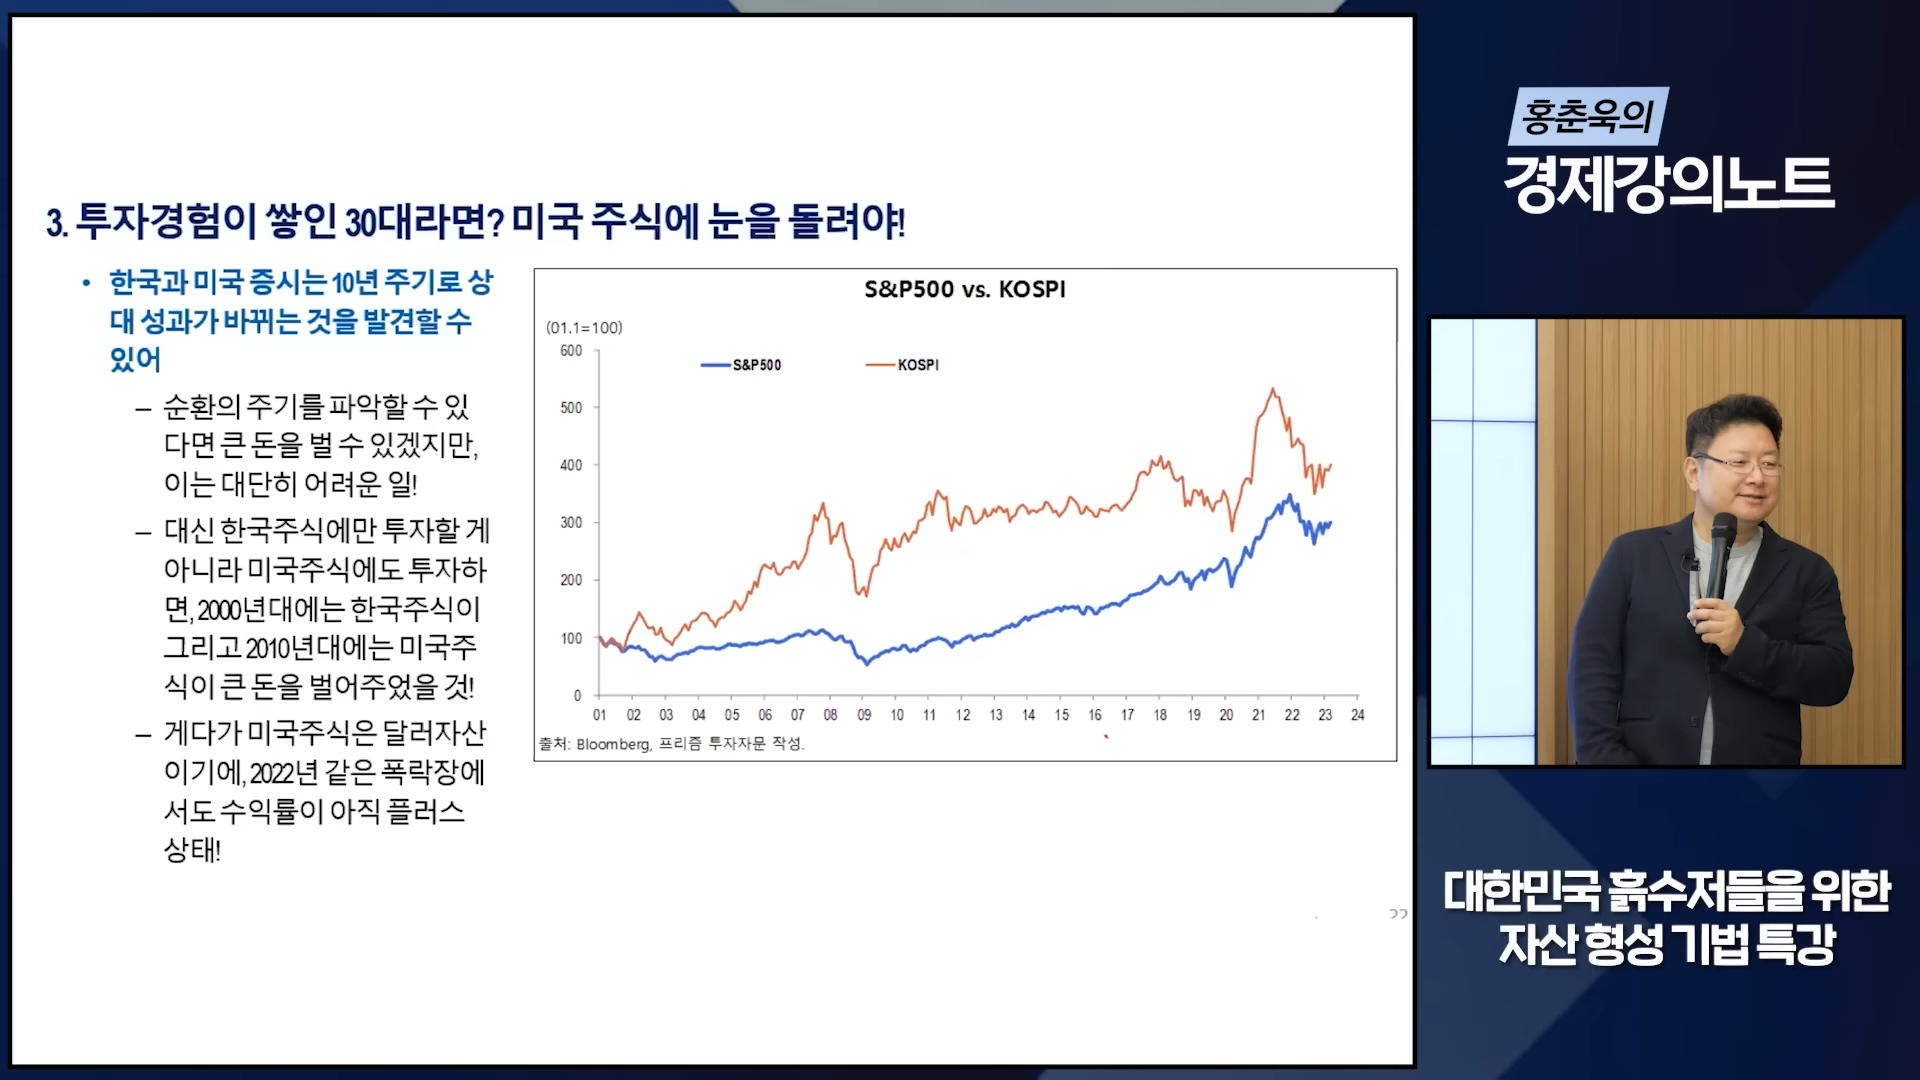 홍춘욱의
경제강의노트
3. 투자경험이 쌓인 30대라면? 미국 주식에 눈을 돌려야!
• 한국과 미국 증시는 10년 주기로 상
대 성과가 바뀌는 것을 발견할 수
있어
– 순환의 주기를 파악할 수 있
다면 큰 돈을 벌 수 있겠지만,
이는 대단히 어려운 일!
– 대신 한국주식에만 투자할 게
아니라 미국주식에도 투자하
면, 2000년대에는 한국주식이
그리고 2010년대에는 미국주
식이 큰 돈을 벌어주었을 것!
– 게다가 미국주식은 달러자산
이기에, 2022년 같은 폭락장에
서도 수익률이 아직 플러스
상태!
S&P500 vs. KOSPI
(01.1=100)
S&P500 KOSPI
600
500
400
300
200
100
0
01 02 03 04 05 06 07 08 09 10 11 12 13 14 15 16 17 18 19 20 21 22 23 24
출처: Bloomberg, 프리즘 투자자문 작성.
대한민국 흙수저들을 위한
자산 형성 기법 특강